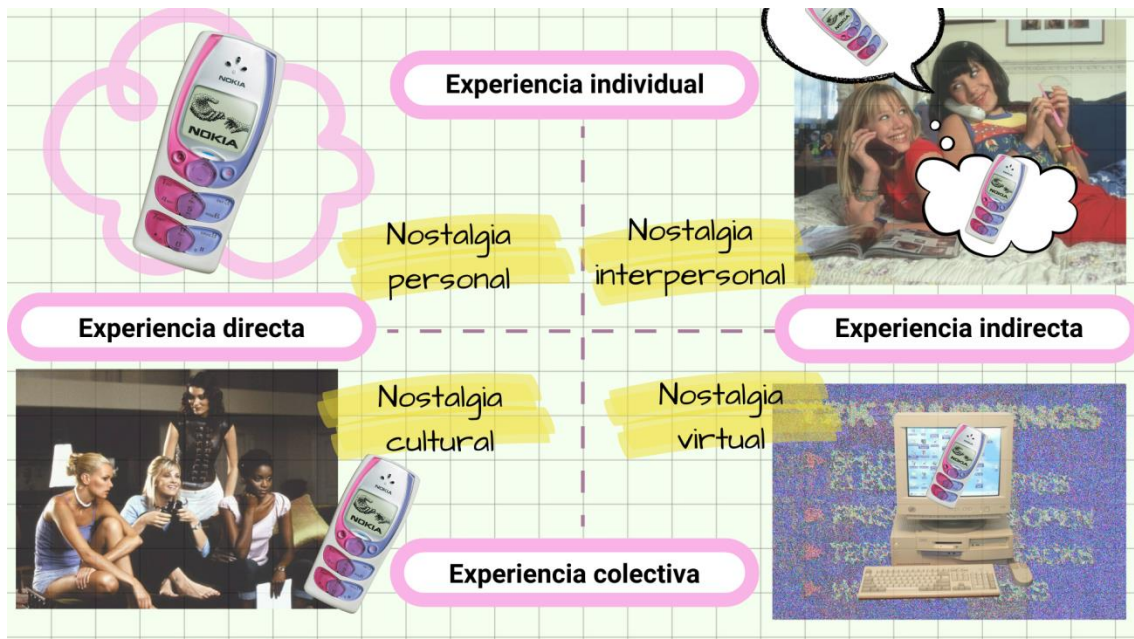 Experiencia individual
NOKIA
NOKIA
Nostalgia
personal
Nostalgia
interpersonal
Experiencia directa
Experiencia indirecta
Nostalgia
cultural
Nostalgia
virtual
NOKIA
NOKIA
Experiencia colectiva